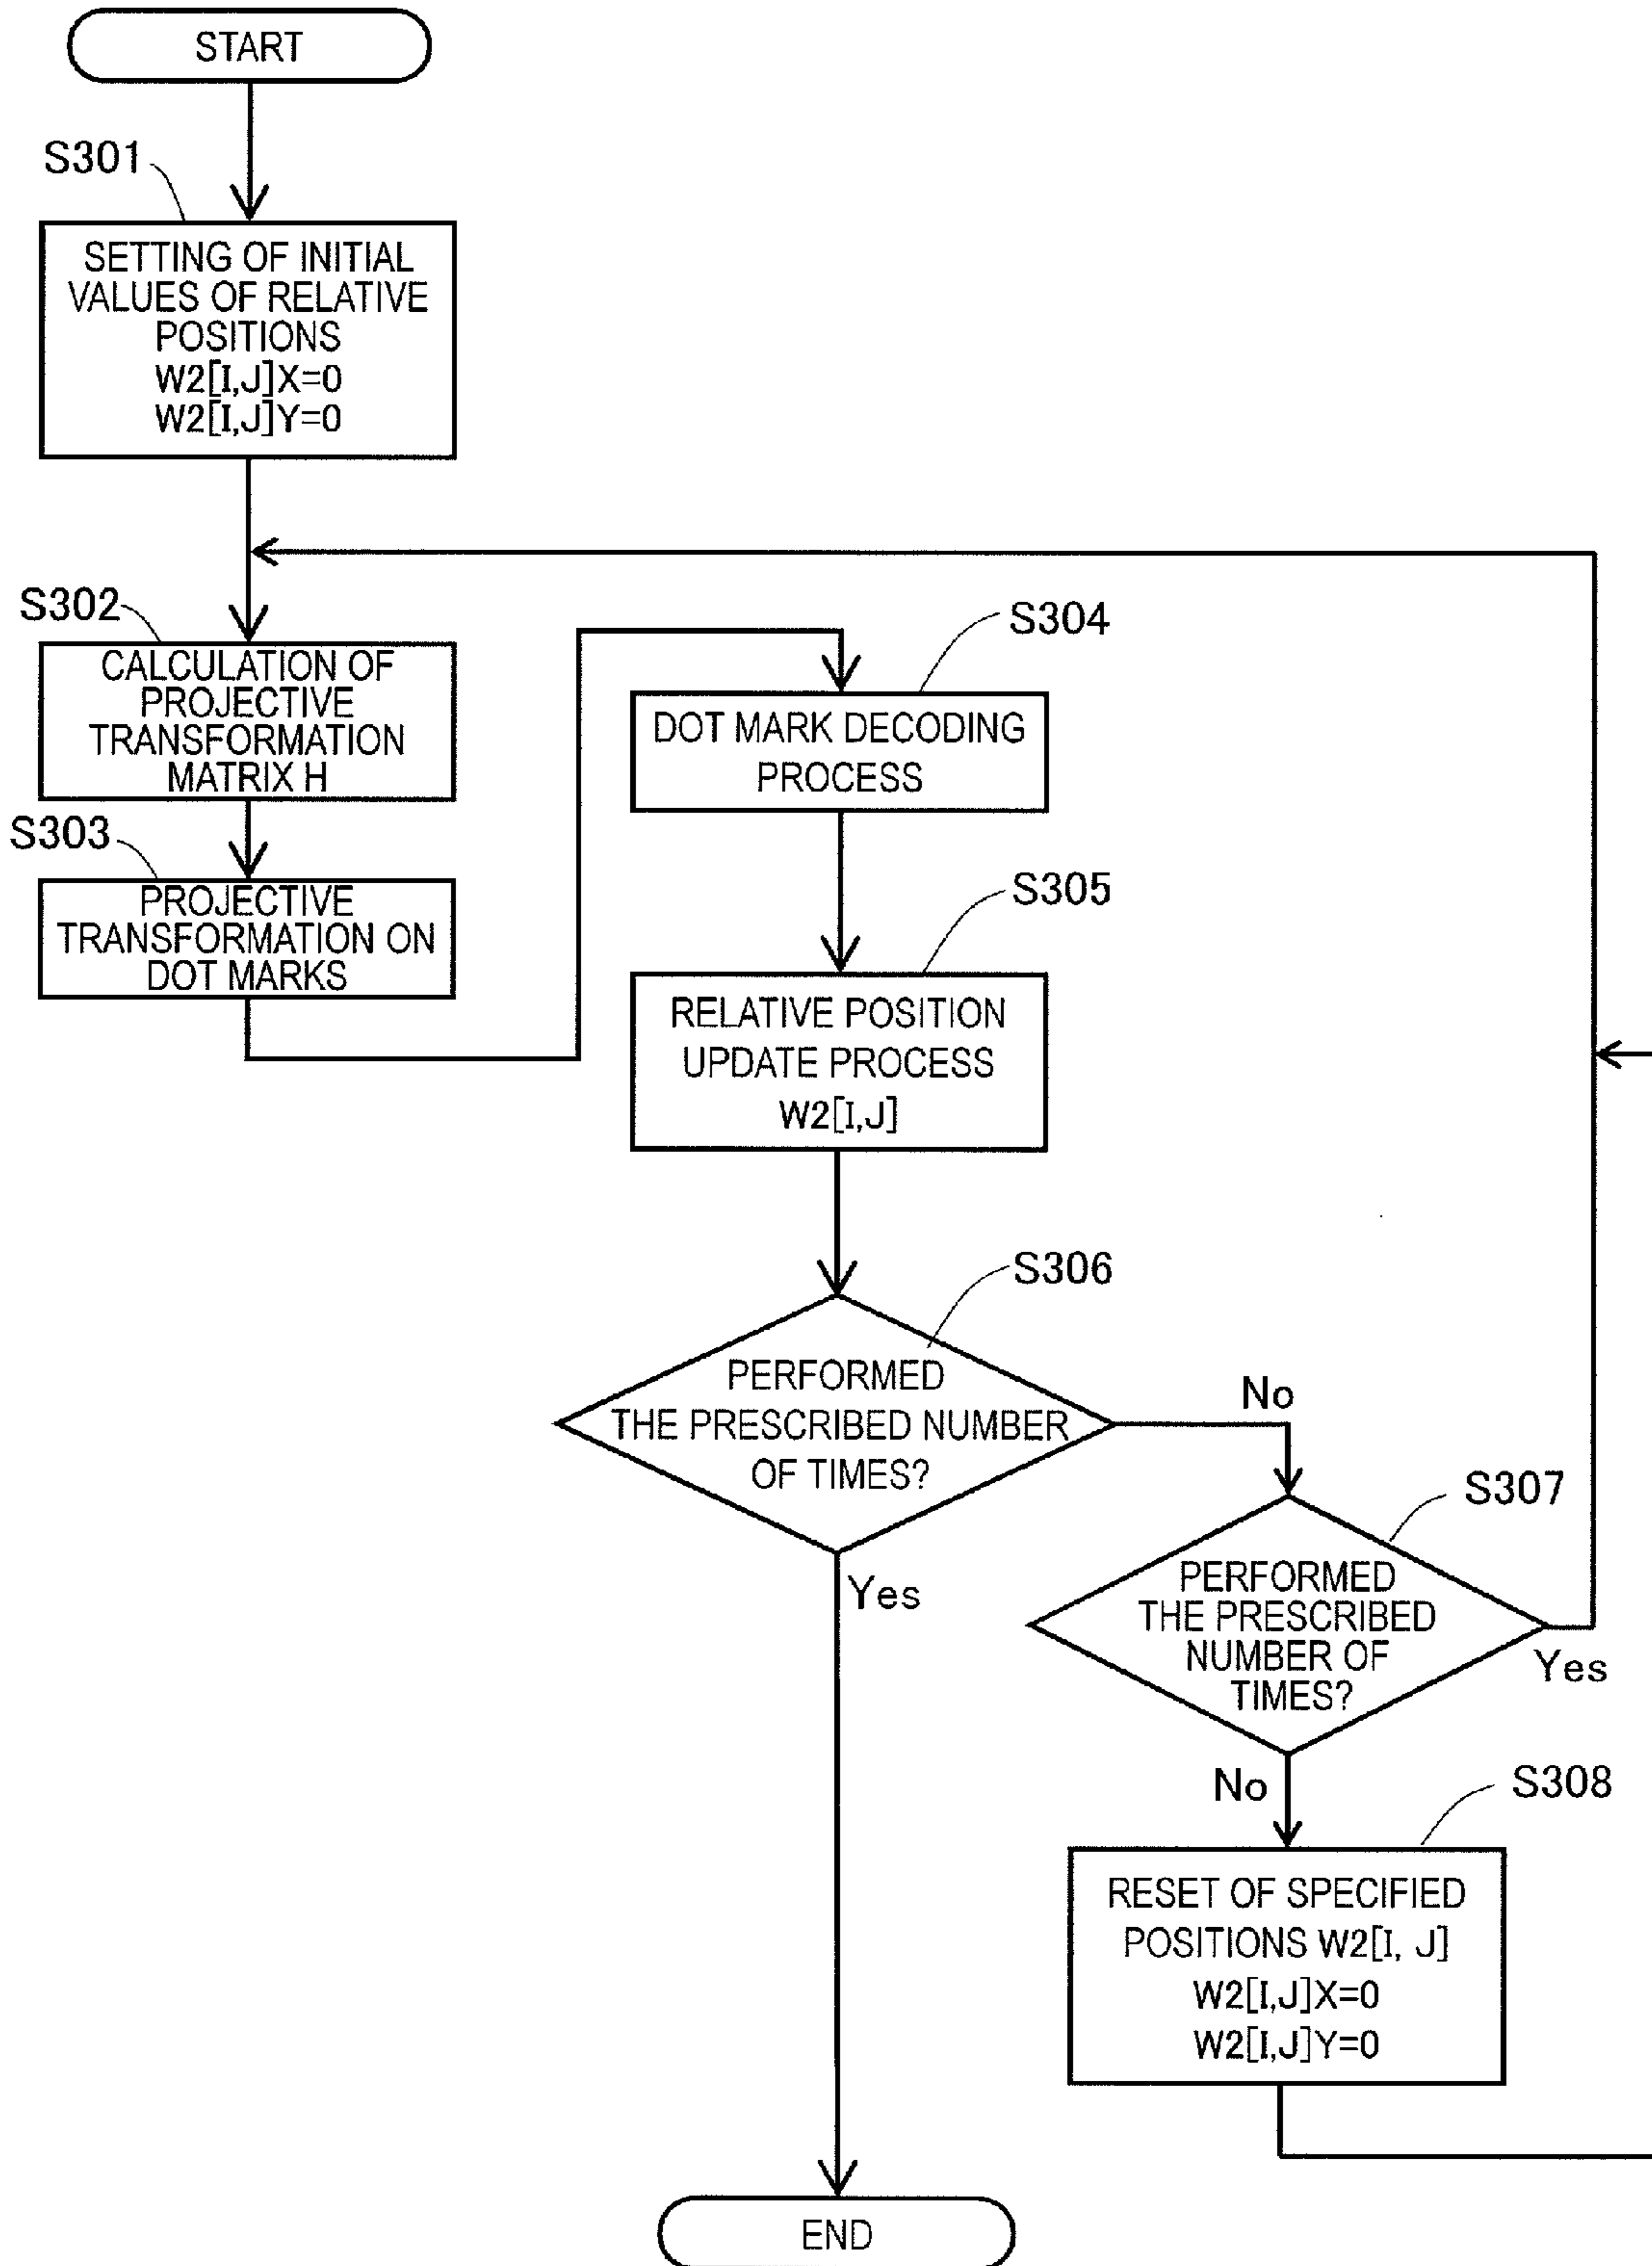 START
S301
SETTING OF INITIAL
VALUES OF RELATIVE
POSITIONS
W2[I,J]X=0
W2[I,J]Y=0
S302
CALCULATION OF
PROJECTIVE
TRANSFORMATION
MATRIX H
S303
PROJECTIVE
TRANSFORMATION ON
DOT MARKS
S304
DOT MARK DECODING
PROCESS
S305
RELATIVE POSITION
UPDATE PROCESS
W2[I,J]
S306
PERFORMED
THE PRESCRIBED NUMBER
OF TIMES?
No
Yes
S307
PERFORMED
THE PRESCRIBED
NUMBER OF
TIMES?
Yes
No
S308
RESET OF SPECIFIED
POSITIONS W2[I, J]
W2[I,J]X=0
W2[I,J]Y=0
END